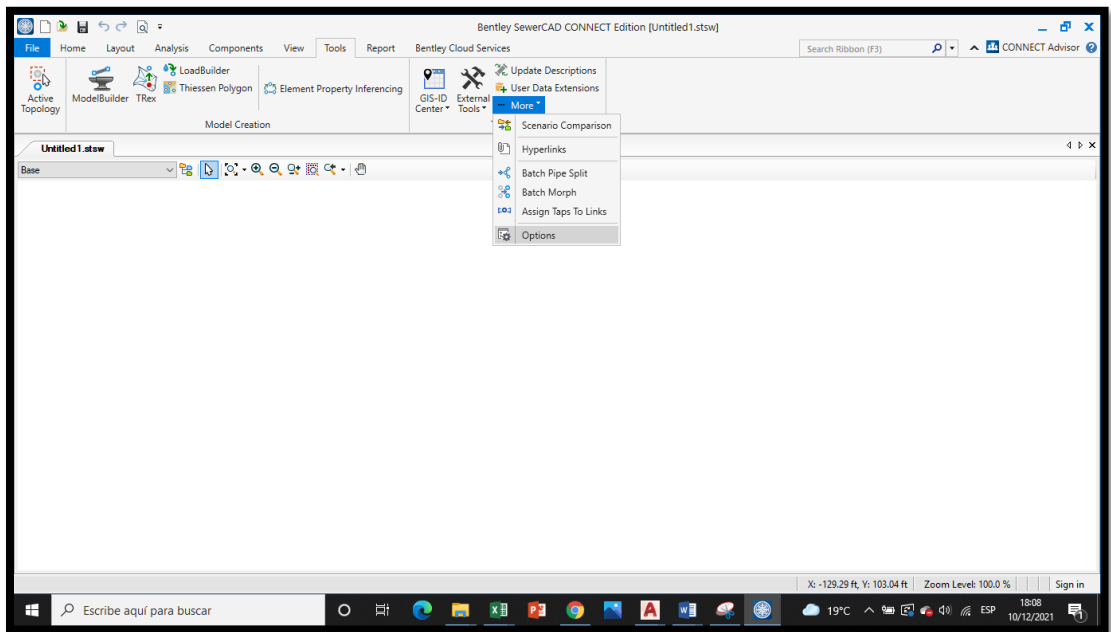 Bentley SewerCAD CONNECT Edition [Untitled1.stsw]
File Home Layout Analysis Components View Tools Report Bentley Cloud Services Search Ribbon (F3) CONNECT Advisor
Active Topology
ModelBuilder
TRex
LoadBuilder
Thiessen Polygon
Element Property Inferencing
Model Creation
GIS-ID Center
External Tools
Update Descriptions
User Data Extensions
More
Scenario Comparison
Hyperlinks
Batch Pipe Split
Batch Morph
Assign Taps To Links
Options
Untitled1.stsw
Base
X: -129.29 ft, Y: 103.04 ft Zoom Level: 100.0 % Sign in
Escribe aquí para buscar
19°C ESP
18:08
10/12/2021